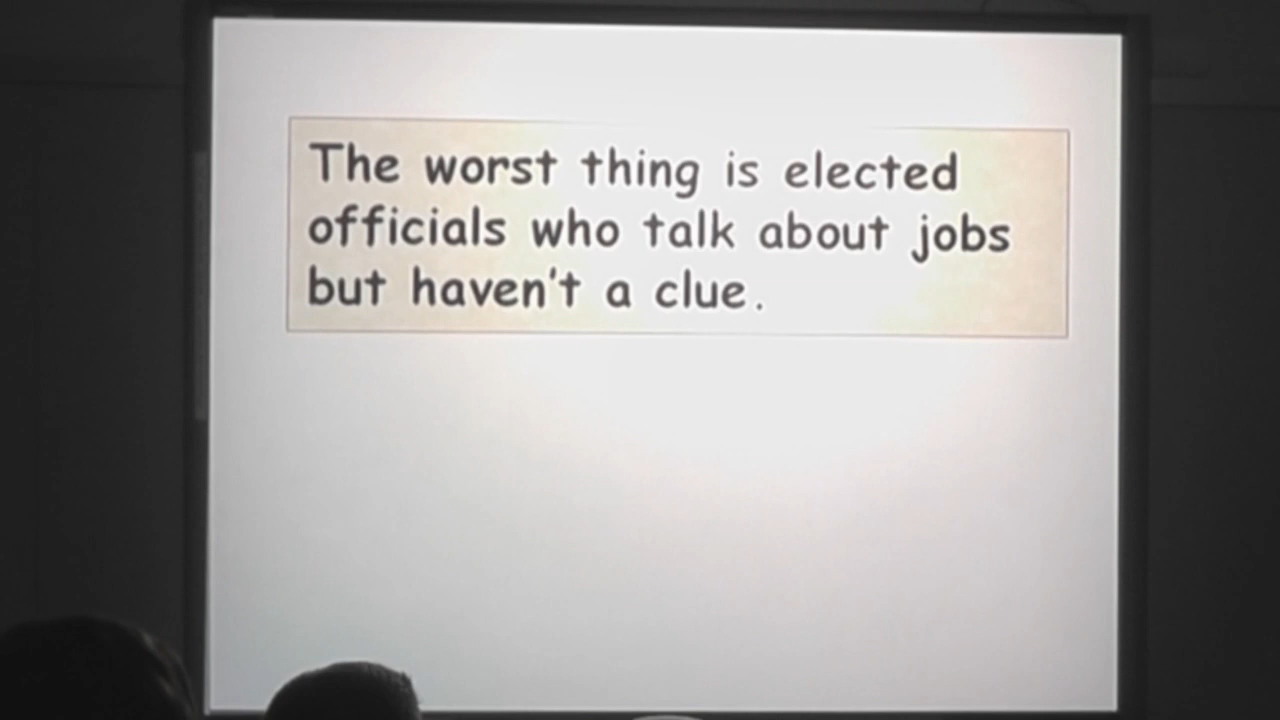 The worst thing is elected
officials who talk about jobs
but haven't a clue.